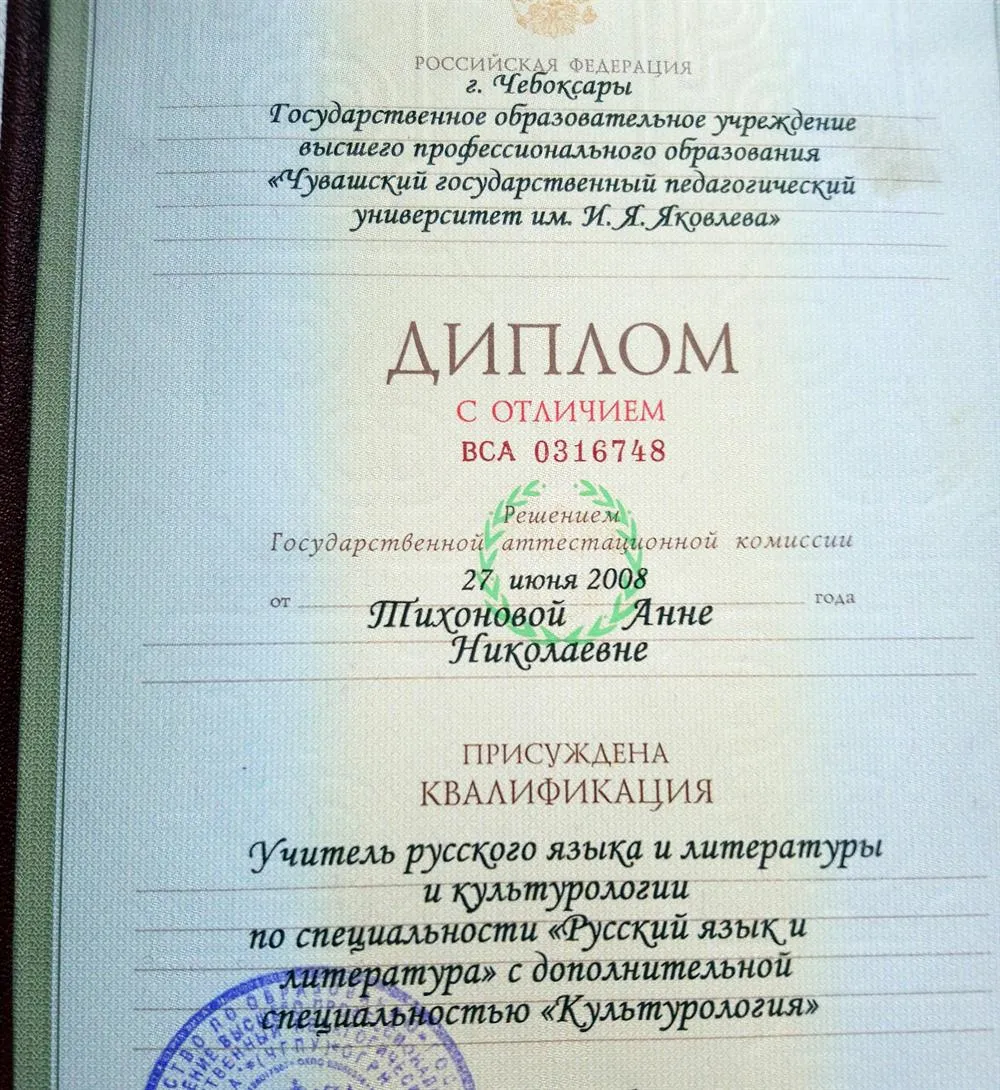 РОССИЙСКАЯ ФЕДЕРАЦИЯ
г. Чебоксары
Государственное образовательное учреждение
высшего профессионального образования
«Чувашский государственный педагогический
университет им. И. Я. Яковлева»
ДИПЛОМ
С ОТЛИЧИЕМ
ВСА 0316748
Решением
Государственной аттестационной комиссии
27 июня 2008
от года
Тихоновой Анне
Николаевне
ПРИСУЖДЕНА
КВАЛИФИКАЦИЯ
Учитель русского языка и литературы
и культурологии
по специальности «Русский язык и
литература» с дополнительной
специальностью «Культурология»
(ЧГПУ)